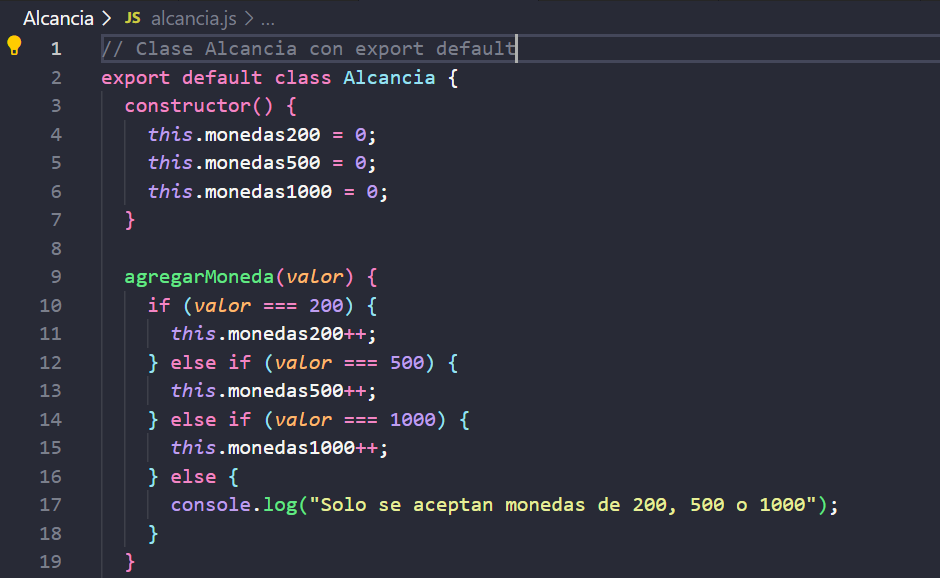 Alcancia > JS alcancia.js > ...
1 // Clase Alcancia con export default
2 export default class Alcancia {
3   constructor() {
4     this.monedas200 = 0;
5     this.monedas500 = 0;
6     this.monedas1000 = 0;
7   }
8
9   agregarMoneda(valor) {
10     if (valor === 200) {
11       this.monedas200++;
12     } else if (valor === 500) {
13       this.monedas500++;
14     } else if (valor === 1000) {
15       this.monedas1000++;
16     } else {
17       console.log("Solo se aceptan monedas de 200, 500 o 1000");
18     }
19   }